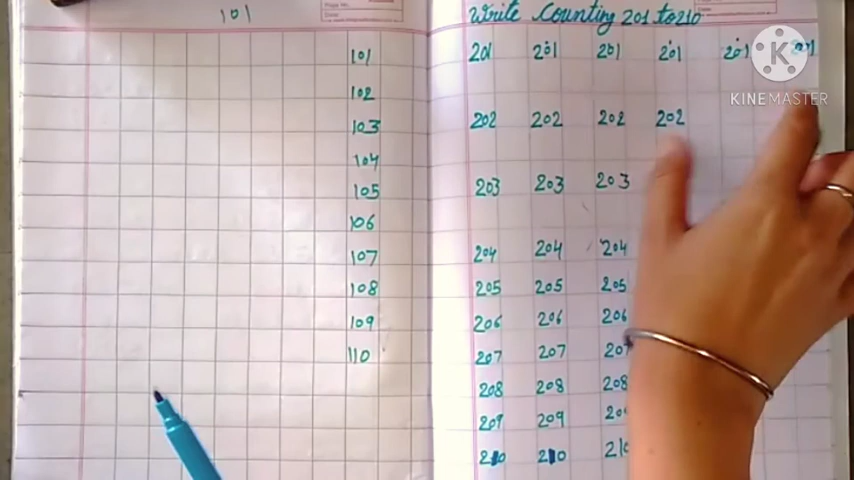 101
101
102
103
104
105
106
107
108
109
110
Write Counting 201 to 210
201 201 201 201 201
KINEMASTER
202 202 202 202
203 203 203
204 204 204
205 205 205
206 206 206
207 207 207
208 208 208
209 209
210 210